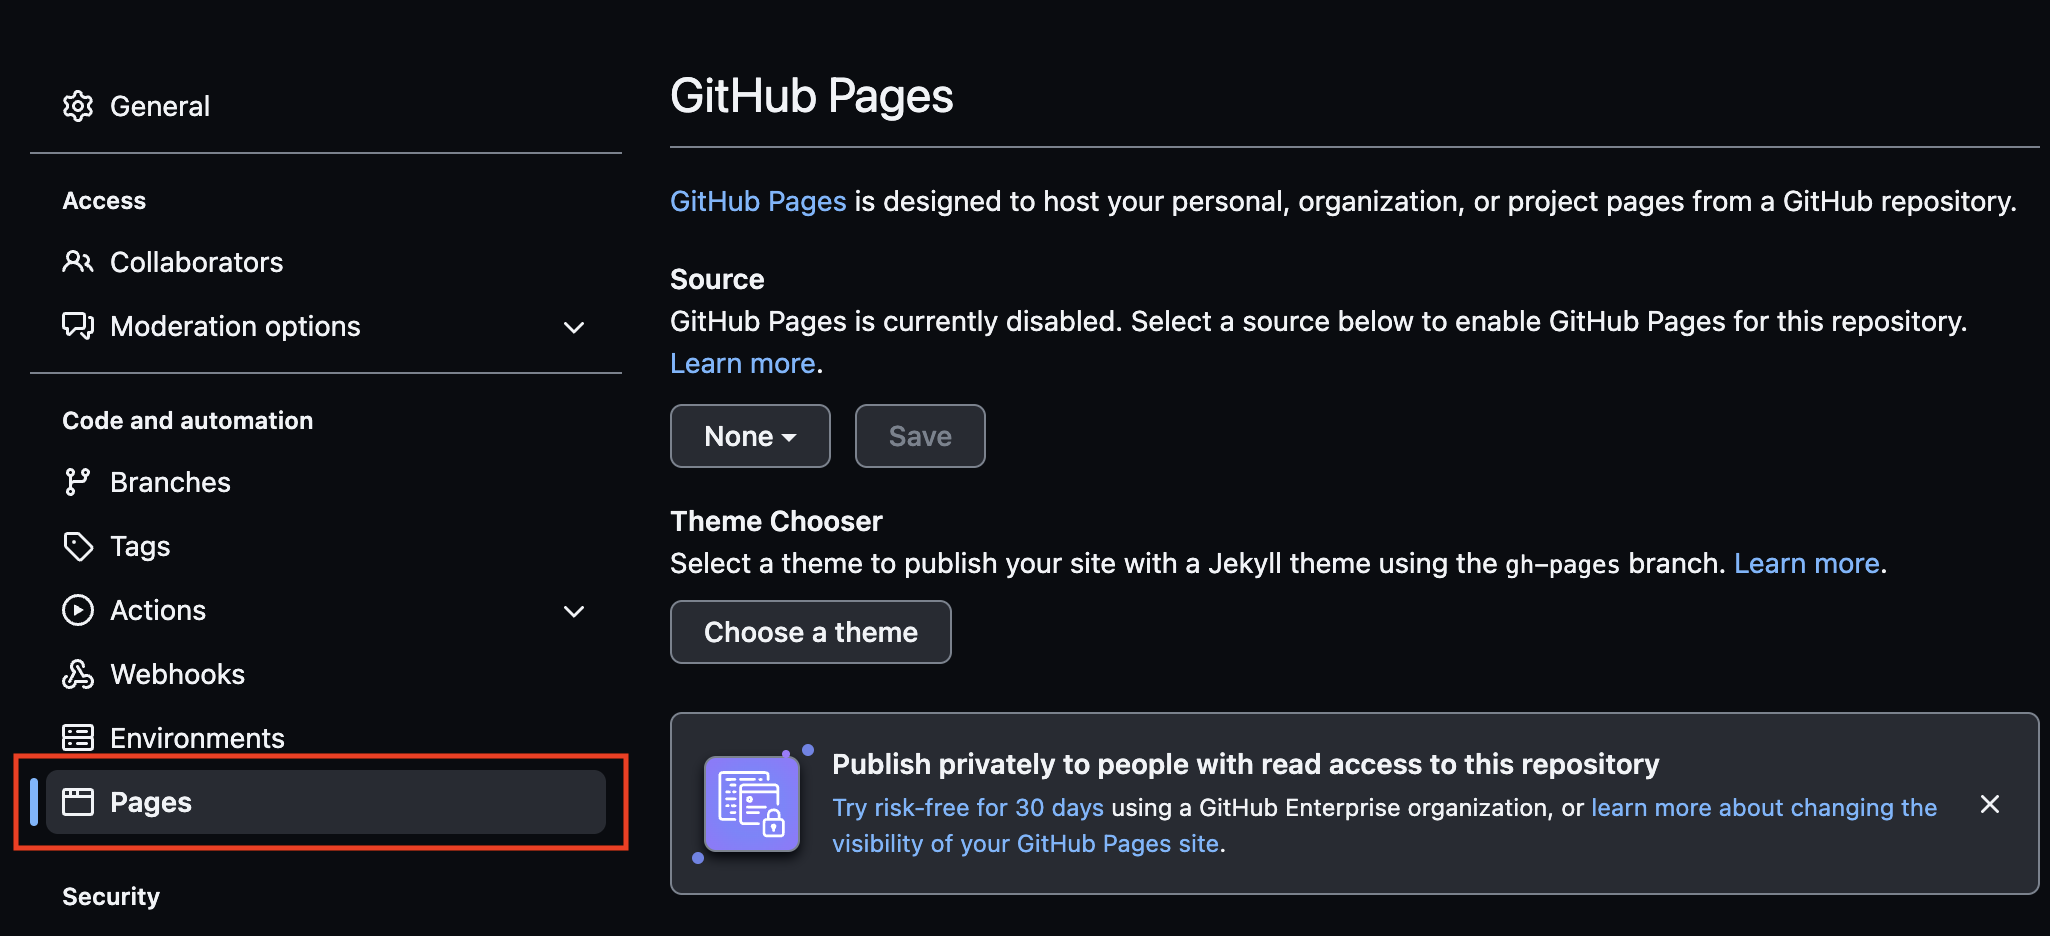 General
Access
Collaborators
Moderation options
Code and automation
Branches
Tags
Actions
Webhooks
Environments
Pages
Security
GitHub Pages
GitHub Pages is designed to host your personal, organization, or project pages from a GitHub repository.
Source
GitHub Pages is currently disabled. Select a source below to enable GitHub Pages for this repository.
Learn more.
None
Save
Theme Chooser
Select a theme to publish your site with a Jekyll theme using the gh-pages branch. Learn more.
Choose a theme
Publish privately to people with read access to this repository
Try risk-free for 30 days using a GitHub Enterprise organization, or learn more about changing the
visibility of your GitHub Pages site.